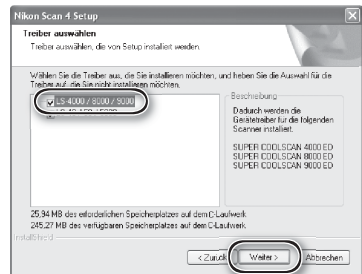 Nikon Scan 4 Setup
Treiber auswählen
Treiber auswählen, die von Setup installiert werden.
Wählen Sie die Treiber aus, die Sie installieren möchten, und heben Sie die Auswahl für die
Treiber auf, die Sie nicht installieren möchten.
LS-4000 / 8000 / 9000
Beschreibung
Dadurch werden die
Gerätetreiber für die folgenden
Scanner installiert.
SUPER COOLSCAN 4000 ED
SUPER COOLSCAN 8000 ED
SUPER COOLSCAN 9000 ED
25,94 MB des erforderlichen Speicherplatzes auf dem C-Laufwerk
245,27 MB des verfügbaren Speicherplatzes auf dem C-Laufwerk
InstallShield
< Zurück
Weiter >
Abbrechen